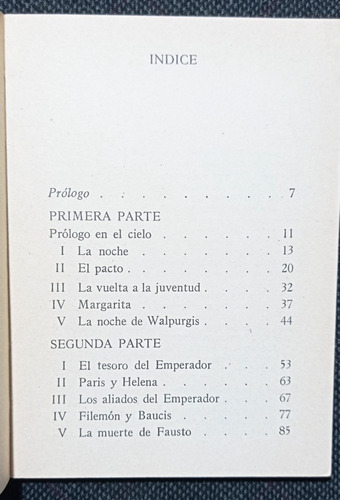 INDICE
Prólogo . . . . . . . . 7
PRIMERA PARTE
Prólogo en el cielo . . . . . . 11
I La noche . . . . . . . 13
II El pacto . . . . . . . 20
III La vuelta a la juventud . . . . 32
IV Margarita . . . . . . . 37
V La noche de Walpurgis . . . . 44
SEGUNDA PARTE
I El tesoro del Emperador . . . 53
II Paris y Helena . . . . . . 63
III Los aliados del Emperador . . . 67
IV Filemón y Baucis . . . . . 77
V La muerte de Fausto . . . . 85